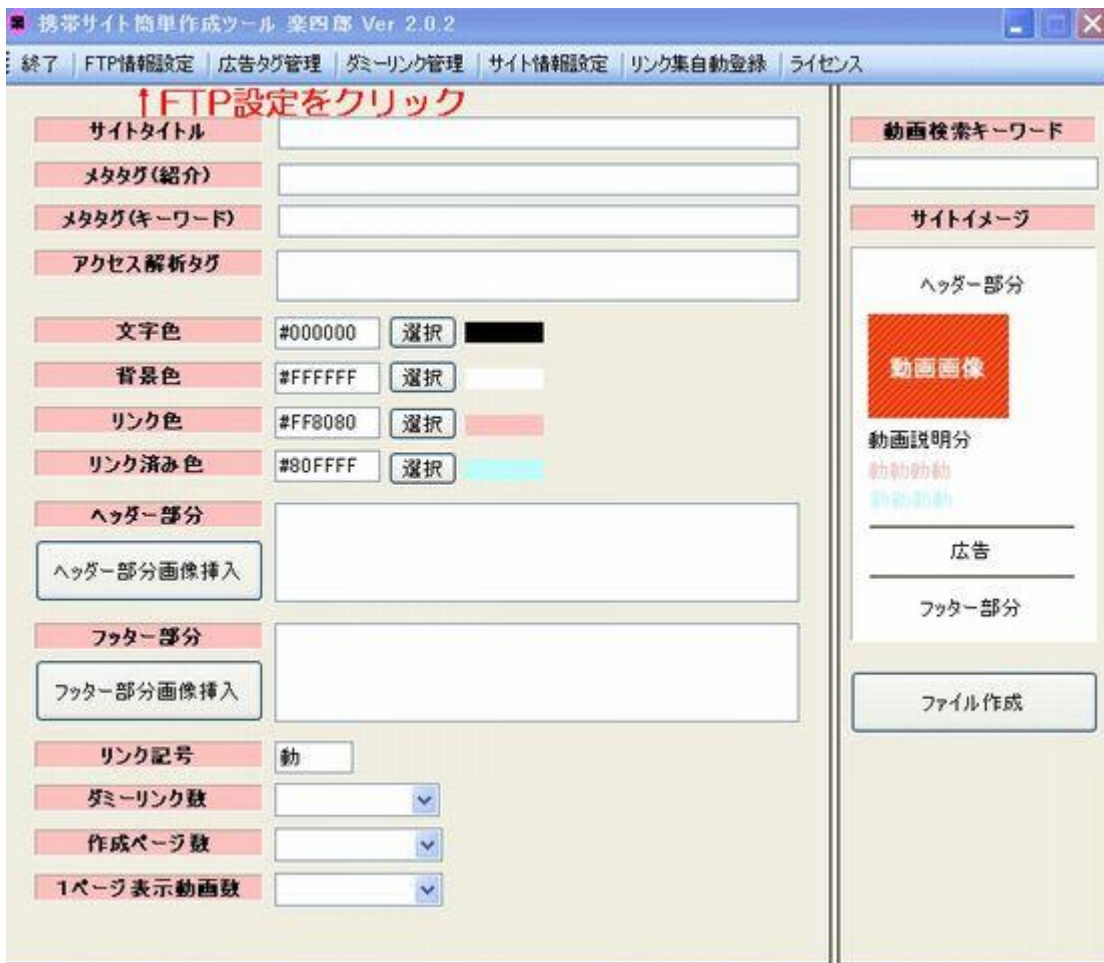 楽 携帯サイト簡単作成ツール 楽四郎 Ver 2.0.2
終了 FTP情報設定 広告タグ管理 ダミーリンク管理 サイト情報設定 リンク集自動登録 ライセンス
↑FTP設定をクリック
サイトタイトル
メタタグ(紹介)
メタタグ(キーワード)
アクセス解析タグ
文字色 #000000 選択
背景色 #FFFFFF 選択
リンク色 #FF8080 選択
リンク済み色 #80FFFF 選択
ヘッダー部分
ヘッダー部分画像挿入
フッター部分
フッター部分画像挿入
リンク記号 動
ダミーリンク数
作成ページ数
1ページ表示動画数
動画検索キーワード
サイトイメージ
ヘッダー部分
動画画像
動画説明分
動動動動
動動動動
広告
フッター部分
ファイル作成